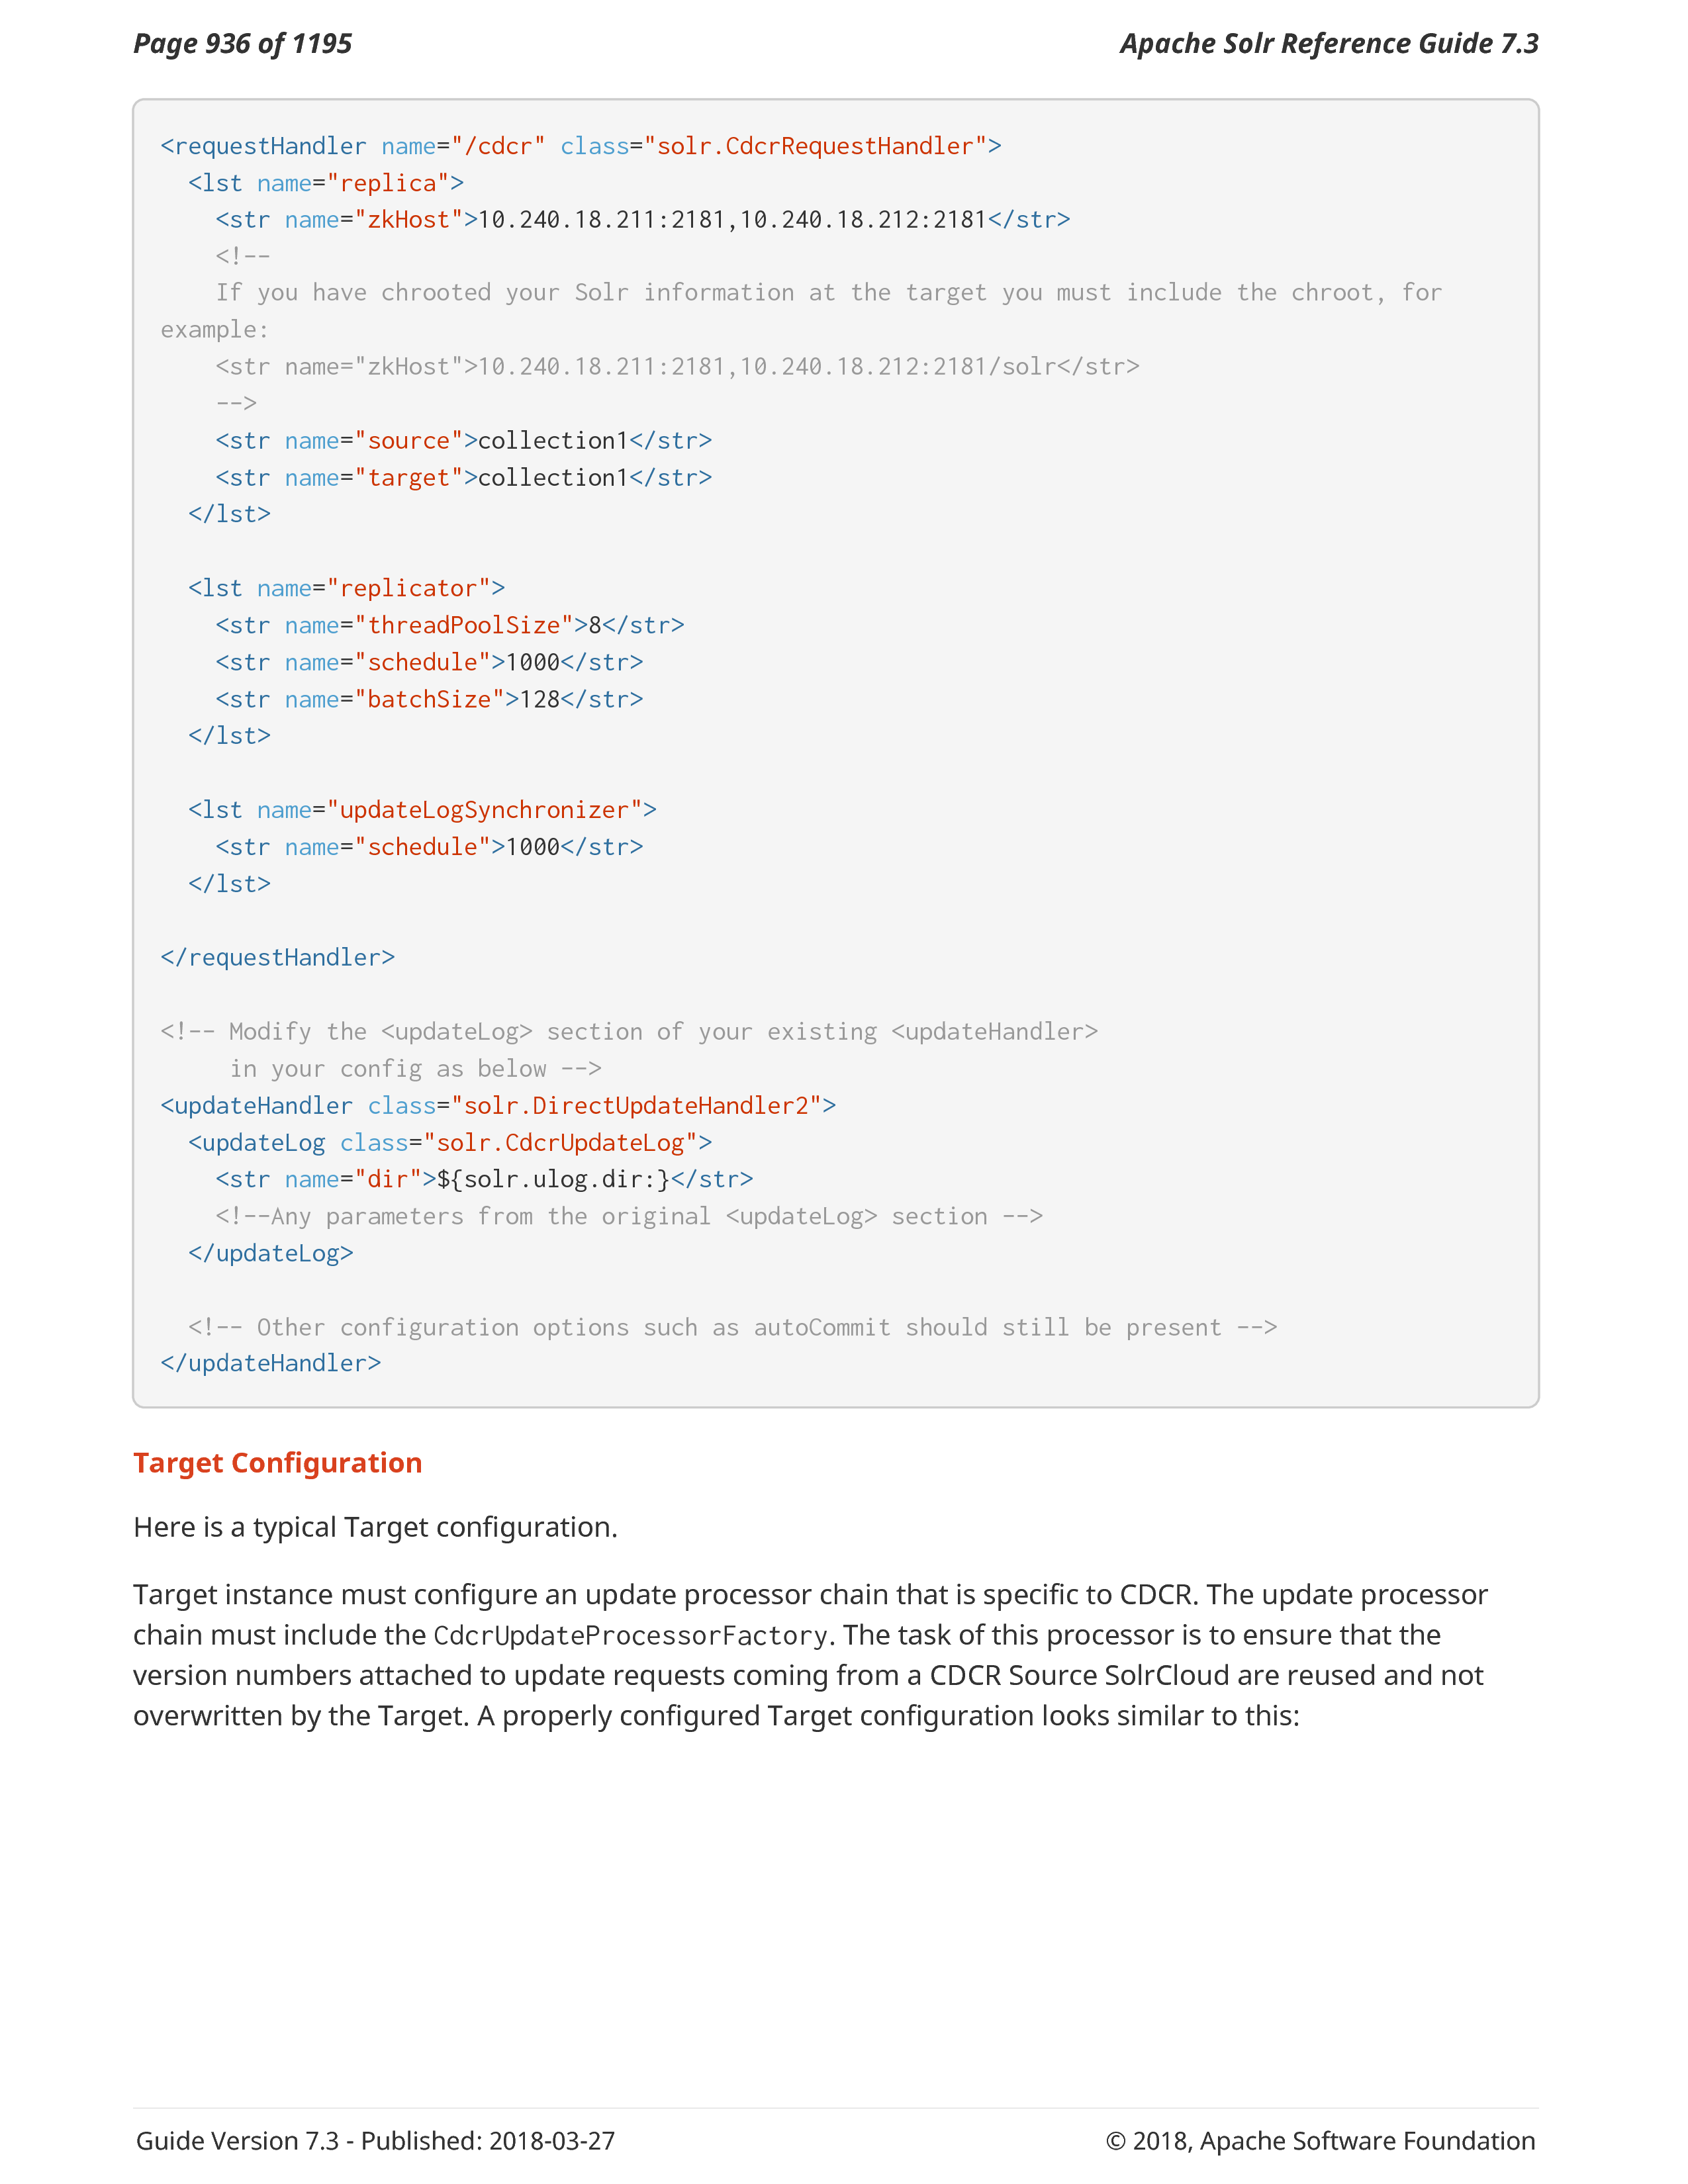 Page 936 of 1195
Apache Solr Reference Guide 7.3
<requestHandler name="/cdcr" class="solr.CdcrRequestHandler">
  <lst name="replica">
    <str name="zkHost">10.240.18.211:2181,10.240.18.212:2181</str>
    <!--
    If you have chrooted your Solr information at the target you must include the chroot, for
example:
    <str name="zkHost">10.240.18.211:2181,10.240.18.212:2181/solr</str>
    -->
    <str name="source">collection1</str>
    <str name="target">collection1</str>
  </lst>

  <lst name="replicator">
    <str name="threadPoolSize">8</str>
    <str name="schedule">1000</str>
    <str name="batchSize">128</str>
  </lst>

  <lst name="updateLogSynchronizer">
    <str name="schedule">1000</str>
  </lst>

</requestHandler>

<!-- Modify the <updateLog> section of your existing <updateHandler>
     in your config as below -->
<updateHandler class="solr.DirectUpdateHandler2">
  <updateLog class="solr.CdcrUpdateLog">
    <str name="dir">${solr.ulog.dir:}</str>
    <!--Any parameters from the original <updateLog> section -->
  </updateLog>

  <!-- Other configuration options such as autoCommit should still be present -->
</updateHandler>
Target Configuration
Here is a typical Target configuration.
Target instance must configure an update processor chain that is specific to CDCR. The update processor
chain must include the CdcrUpdateProcessorFactory. The task of this processor is to ensure that the
version numbers attached to update requests coming from a CDCR Source SolrCloud are reused and not
overwritten by the Target. A properly configured Target configuration looks similar to this:
Guide Version 7.3 - Published: 2018-03-27
© 2018, Apache Software Foundation